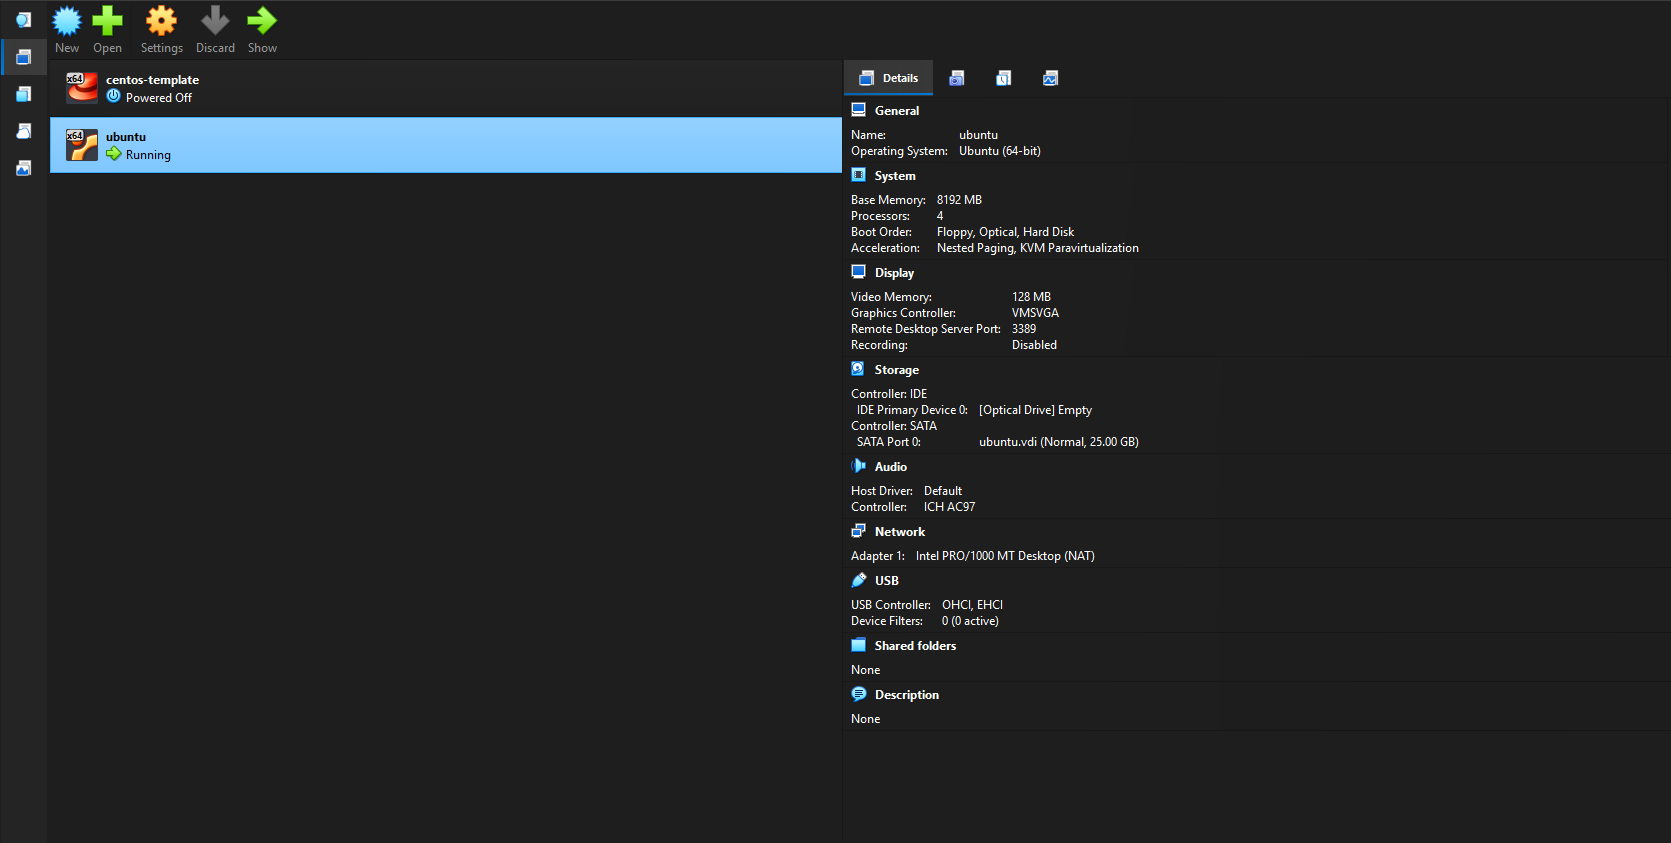 New Open Settings Discard Show
x64 centos-template
Powered Off
x64 ubuntu
Running
Details
General
Name: ubuntu
Operating System: Ubuntu (64-bit)
System
Base Memory: 8192 MB
Processors: 4
Boot Order: Floppy, Optical, Hard Disk
Acceleration: Nested Paging, KVM Paravirtualization
Display
Video Memory: 128 MB
Graphics Controller: VMSVGA
Remote Desktop Server Port: 3389
Recording: Disabled
Storage
Controller: IDE
IDE Primary Device 0: [Optical Drive] Empty
Controller: SATA
SATA Port 0: ubuntu.vdi (Normal, 25.00 GB)
Audio
Host Driver: Default
Controller: ICH AC97
Network
Adapter 1: Intel PRO/1000 MT Desktop (NAT)
USB
USB Controller: OHCI, EHCI
Device Filters: 0 (0 active)
Shared folders
None
Description
None